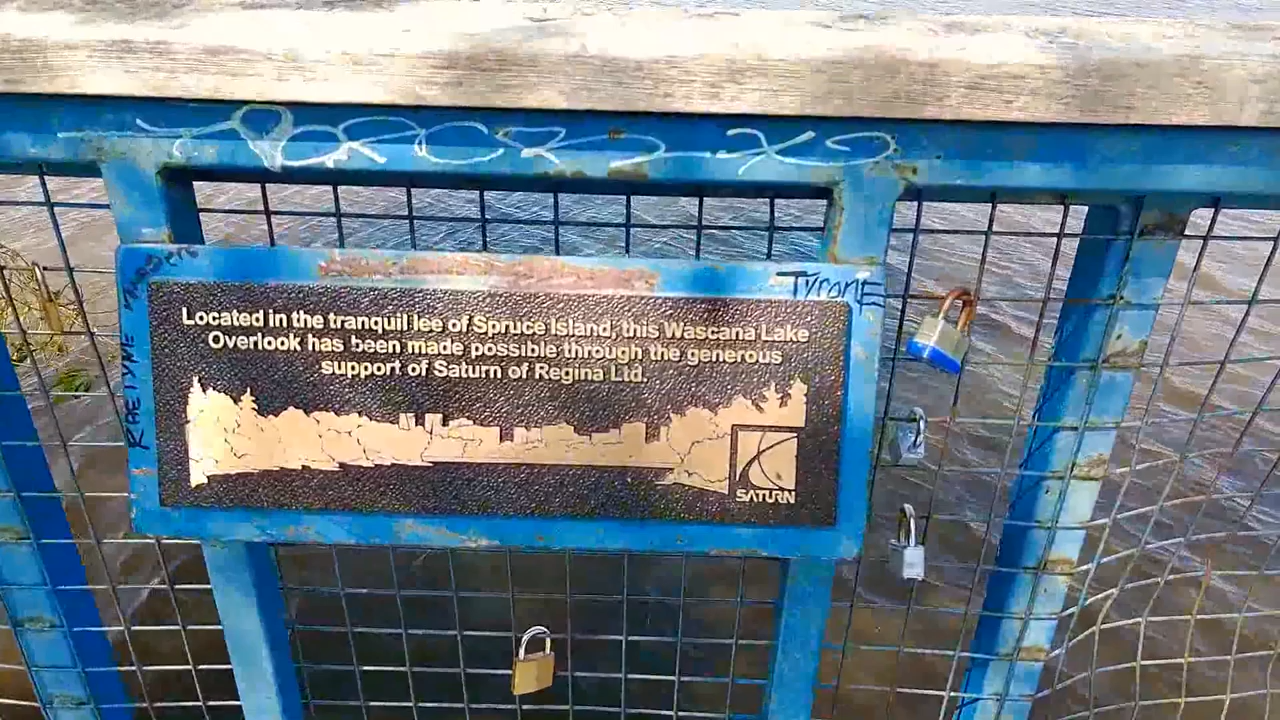 TyronE
Located in the tranquil lee of Spruce Island, this Wascana Lake
Overlook has been made possible through the generous
support of Saturn of Regina Ltd.
SATURN